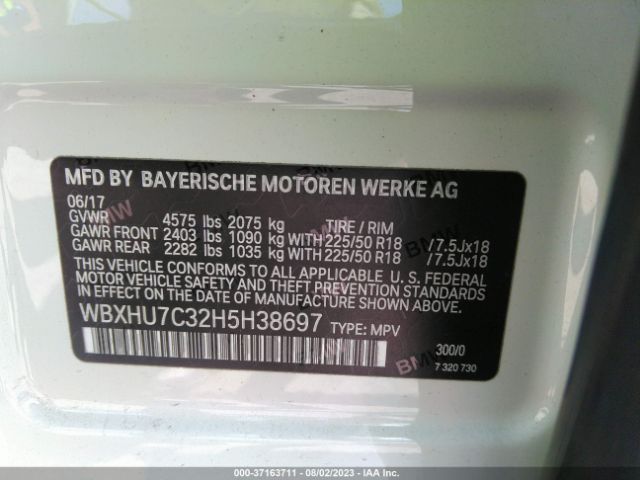 MFD BY BAYERISCHE MOTOREN WERKE AG
06/17
GVWR 4575 lbs 2075 kg TIRE / RIM
GAWR FRONT 2403 lbs 1090 kg WITH 225/50 R18 /7.5Jx18
GAWR REAR 2282 lbs 1035 kg WITH 225/50 R18 /7.5Jx18
THIS VEHICLE CONFORMS TO ALL APPLICABLE U. S. FEDERAL
MOTOR VEHICLE SAFETY AND THEFT PREVENTION STANDARDS
IN EFFECT ON THE DATE OF MANUFACTURE SHOWN ABOVE.
WBXHU7C32H5H38697 TYPE: MPV
300/0
7 320 730
BMW
000-37163711 - 08/02/2023 - IAAI.COM